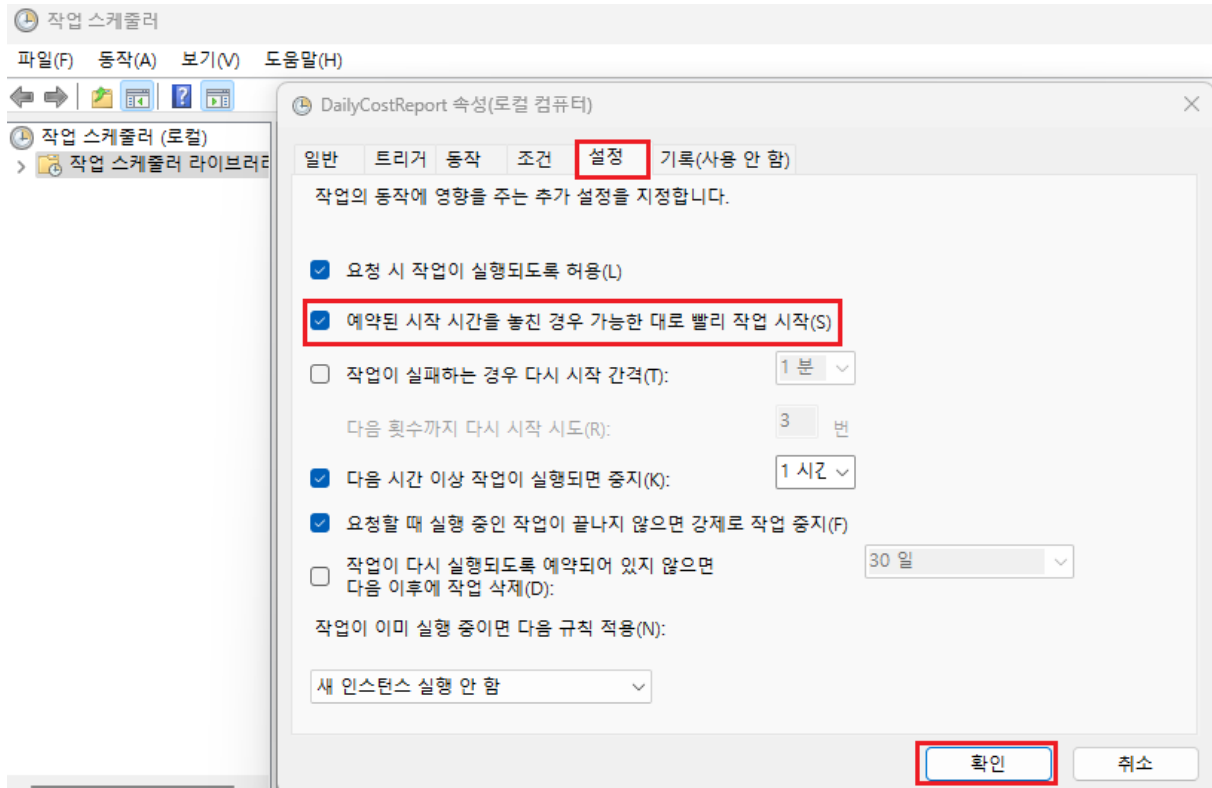 작업 스케줄러
파일(F) 동작(A) 보기(V) 도움말(H)
DailyCostReport 속성(로컬 컴퓨터)
작업 스케줄러 (로컬)
작업 스케줄러 라이브러리
일반 트리거 동작 조건 설정 기록(사용 안 함)
작업의 동작에 영향을 주는 추가 설정을 지정합니다.
요청 시 작업이 실행되도록 허용(L)
예약된 시작 시간을 놓친 경우 가능한 대로 빨리 작업 시작(S)
작업이 실패하는 경우 다시 시작 간격(T): 1 분
다음 횟수까지 다시 시작 시도(R): 3 번
다음 시간 이상 작업이 실행되면 중지(K): 1 시간
요청할 때 실행 중인 작업이 끝나지 않으면 강제로 작업 중지(F)
작업이 다시 실행되도록 예약되어 있지 않으면 30 일
다음 이후에 작업 삭제(D):
작업이 이미 실행 중이면 다음 규칙 적용(N):
새 인스턴스 실행 안 함
확인 취소